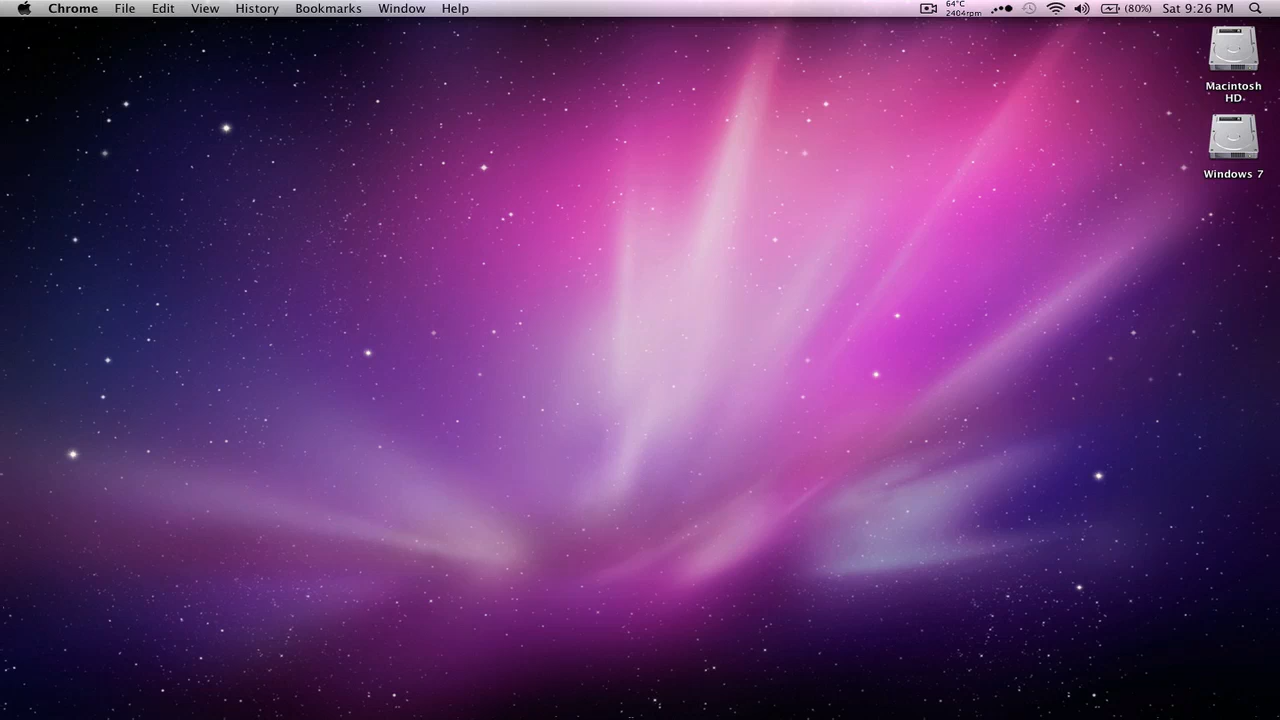 Chrome File Edit View History Bookmarks Window Help 64°C 2404rpm (80%) Sat 9:26 PM
Macintosh
HD
Windows 7